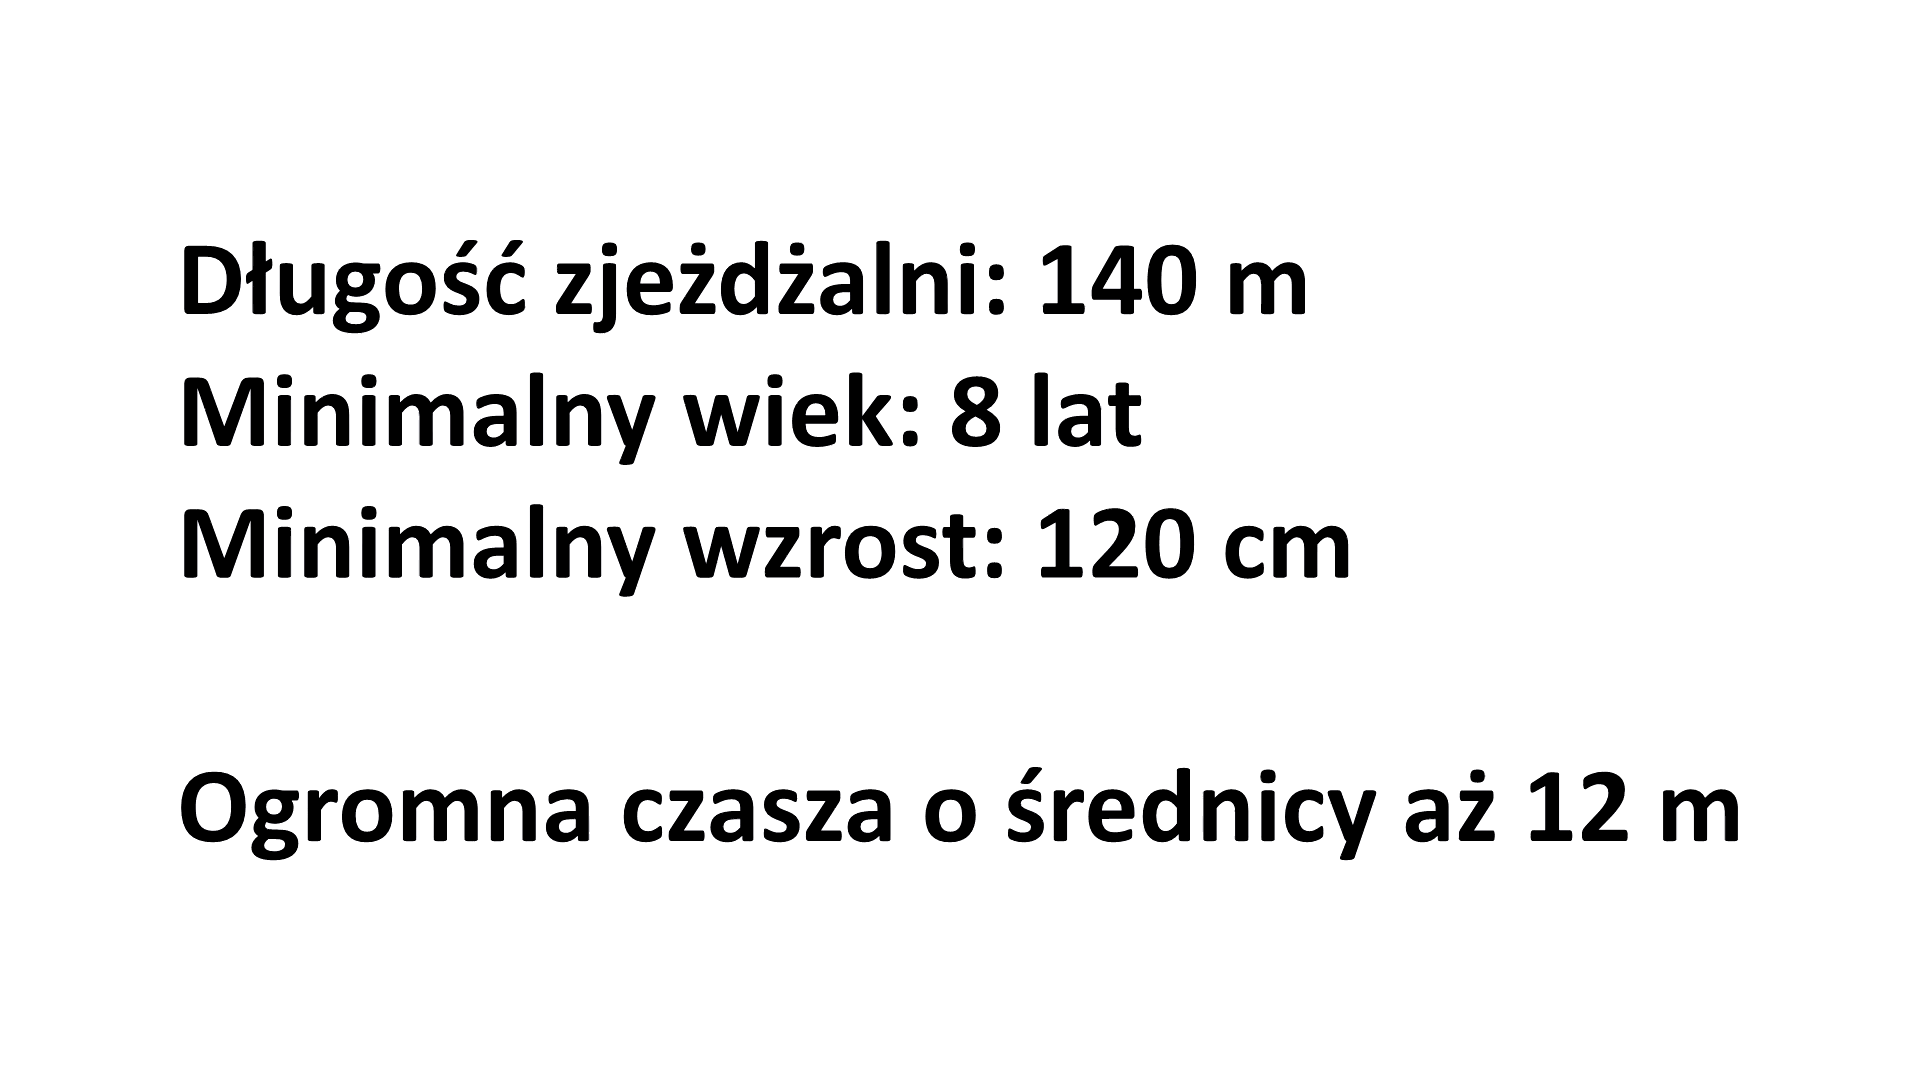 Długość zjeżdżalni: 140 m
Minimalny wiek: 8 lat
Minimalny wzrost: 120 cm
Ogromna czasza o średnicy aż 12 m